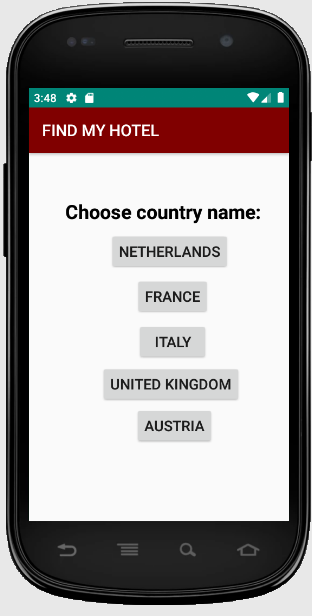 3:48
FIND MY HOTEL
Choose country name:
NETHERLANDS
FRANCE
ITALY
UNITED KINGDOM
AUSTRIA